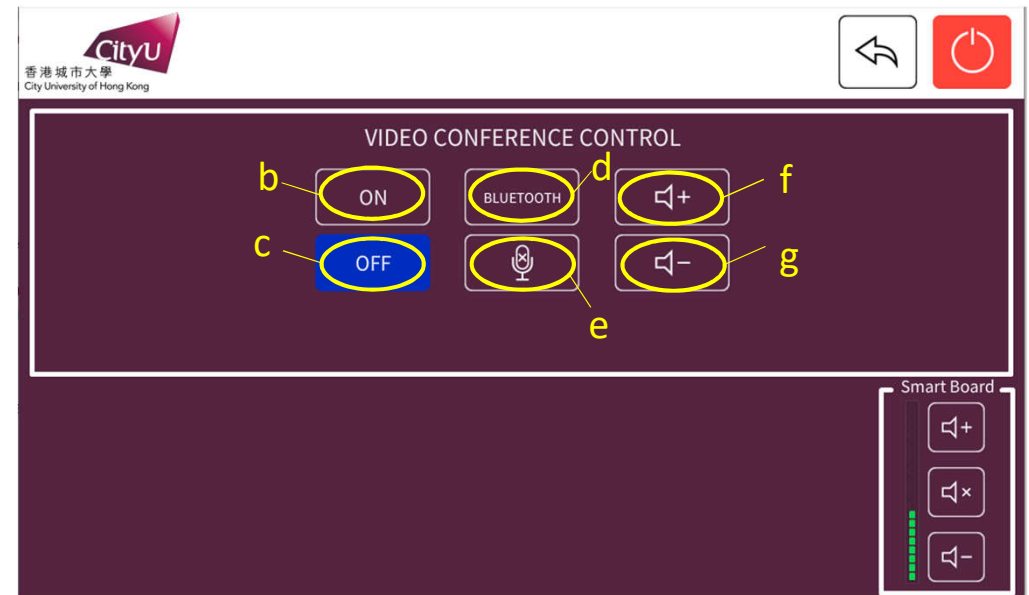 CityU
香港城市大學
City University of Hong Kong
VIDEO CONFERENCE CONTROL
b
ON
BLUETOOTH
d
f
c
OFF
e
g
Smart Board